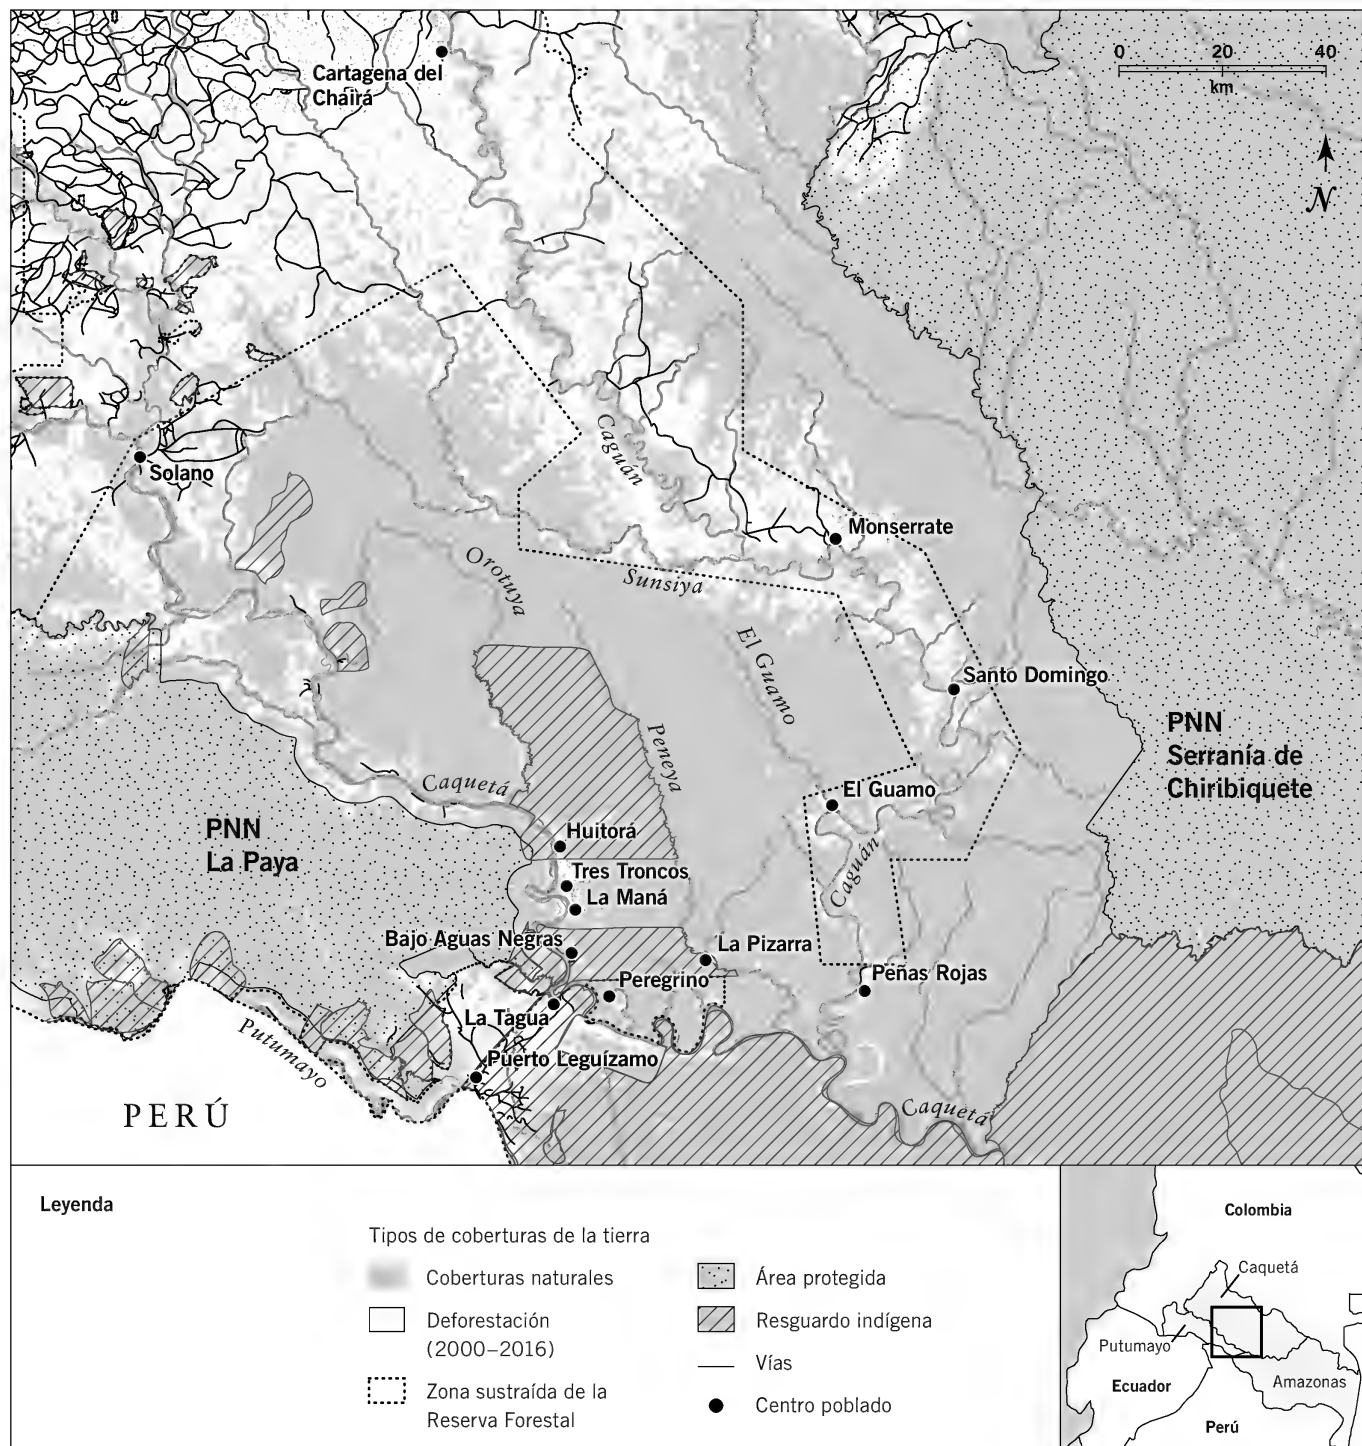 Cartagena del
Chairá
0 20 40
km
N
Solano
Caguán
Monserrate
Orotuya
Sunsiya
El Guamo
Santo Domingo
PNN
Serranía de
Chiribiquete
Peneya
Caquetá
El Guamo
PNN
La Paya
Huitorá
Caguán
Tres Troncos
La Maná
Bajo Aguas Negras
La Pizarra
Peregrino
Peñas Rojas
La Tagua
Putumayo
Puerto Leguízamo
PERÚ
Caquetá
Leyenda
Tipos de coberturas de la tierra
Coberturas naturales
Deforestación
(2000–2016)
Zona sustraída de la
Reserva Forestal
Área protegida
Resguardo indígena
Vías
Centro poblado
Colombia
Caquetá
Putumayo
Ecuador
Amazonas
Perú